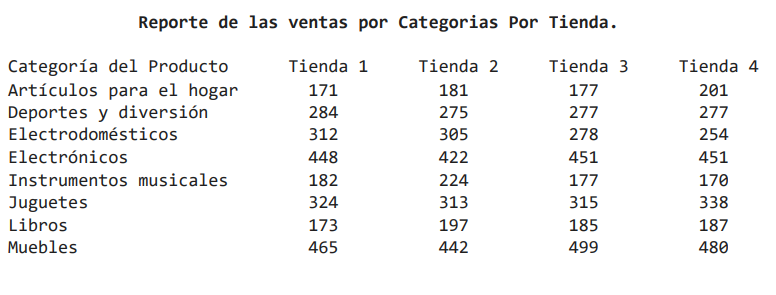 Reporte de las ventas por Categorias Por Tienda.
Categoría del Producto Tienda 1 Tienda 2 Tienda 3 Tienda 4
Artículos para el hogar 171 181 177 201
Deportes y diversión 284 275 277 277
Electrodomésticos 312 305 278 254
Electrónicos 448 422 451 451
Instrumentos musicales 182 224 177 170
Juguetes 324 313 315 338
Libros 173 197 185 187
Muebles 465 442 499 480